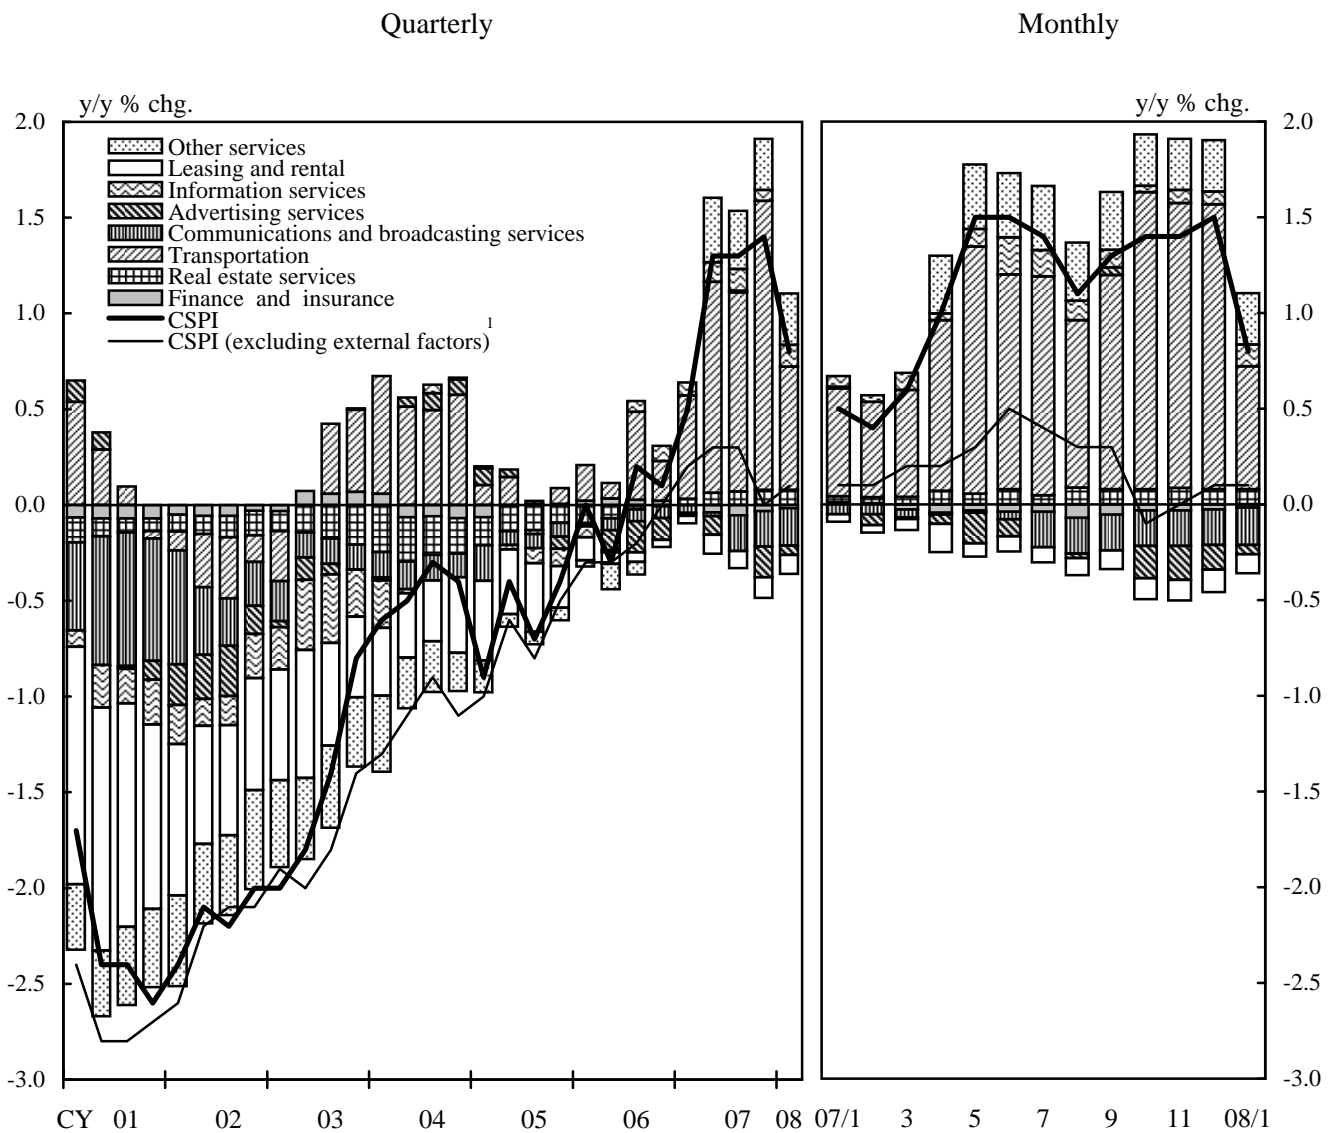 Quarterly
Monthly
y/y % chg.
y/y % chg.
2.0
1.5
1.0
0.5
0.0
-0.5
-1.0
-1.5
-2.0
-2.5
-3.0
Other services
Leasing and rental
Information services
Advertising services
Communications and broadcasting services
Transportation
Real estate services
Finance and insurance
CSPI
CSPI (excluding external factors)1
2.0
1.5
1.0
0.5
0.0
-0.5
-1.0
-1.5
-2.0
-2.5
-3.0
CY 01 02 03 04 05 06 07 08
07/1 3 5 7 9 11 08/1